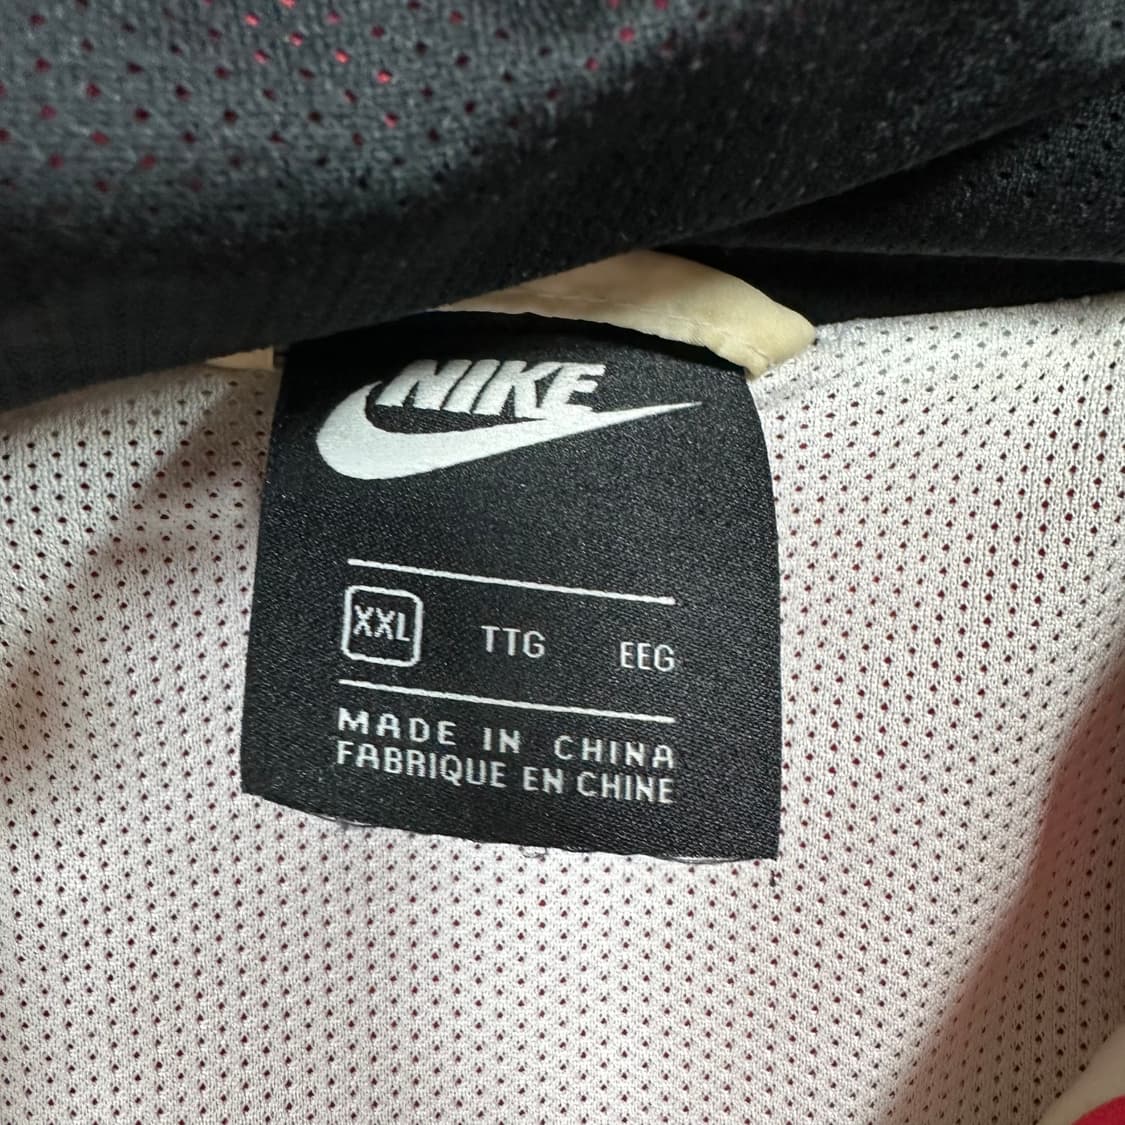 NIKE
XXL TTG EEG
MADE IN CHINA
FABRIQUE EN CHINE